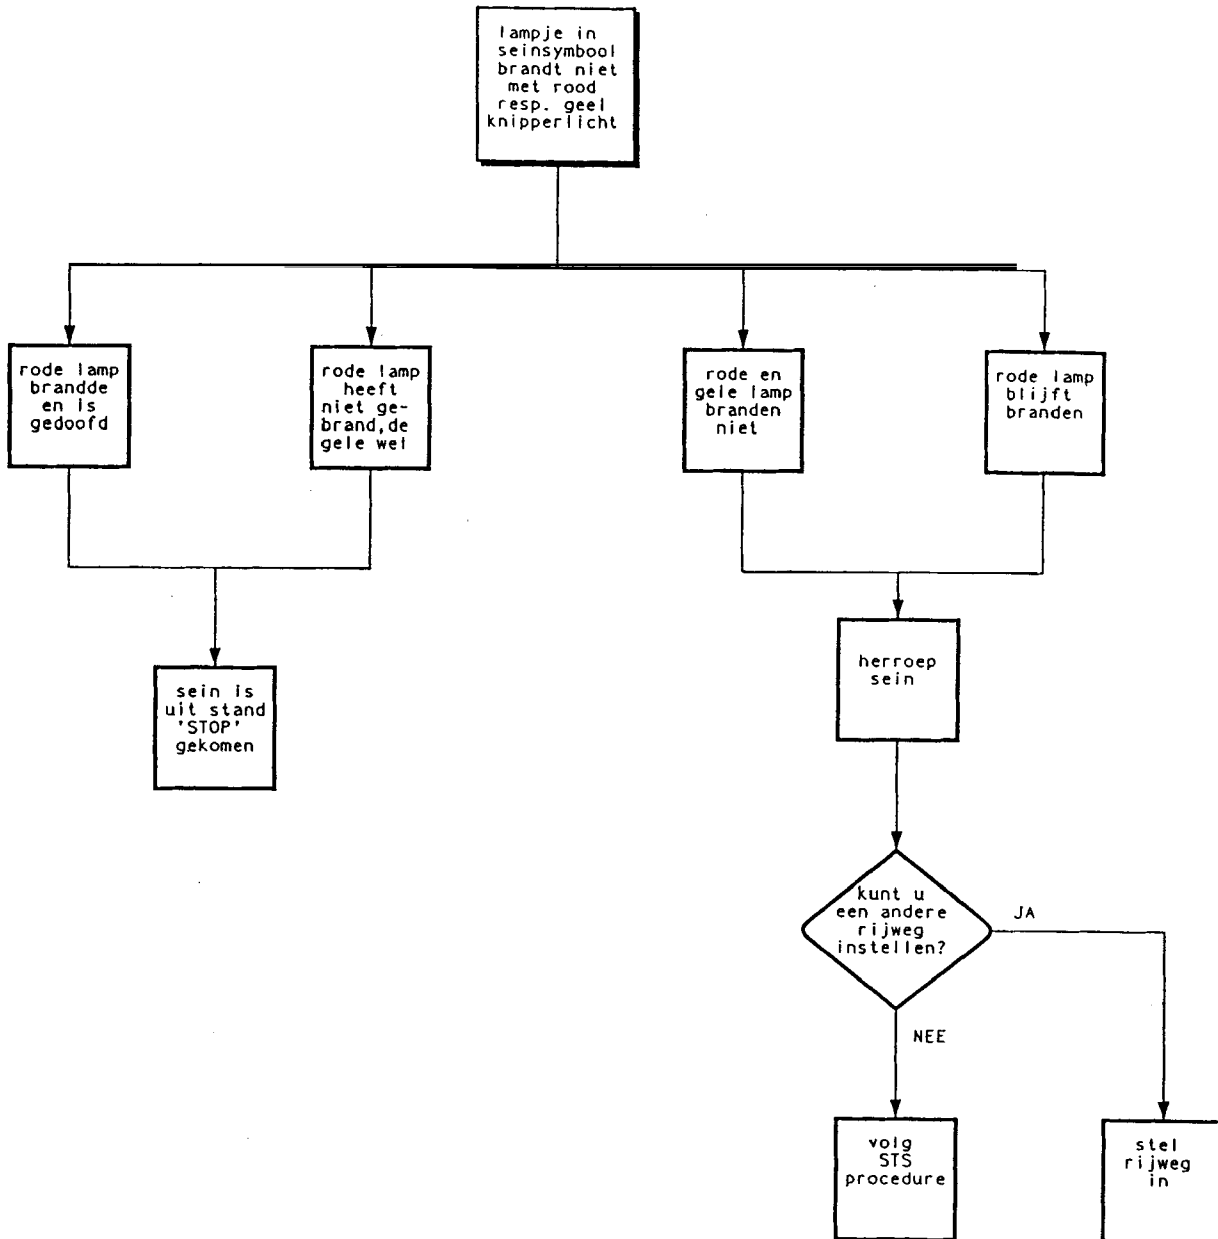 lampje in
seinsymbool
brandt niet
met rood
resp. geel
knipperlicht
rode lamp
brandde
en is
gedoofd
rode lamp
heeft
niet ge-
brand,de
gele wel
rode en
gele lamp
branden
niet
rode lamp
blijft
branden
sein is
uit stand
'STOP'
gekomen
herroep
sein
kunt u
een andere
rijweg
instellen?
JA
NEE
volg
STS
procedure
stel
rijweg
in